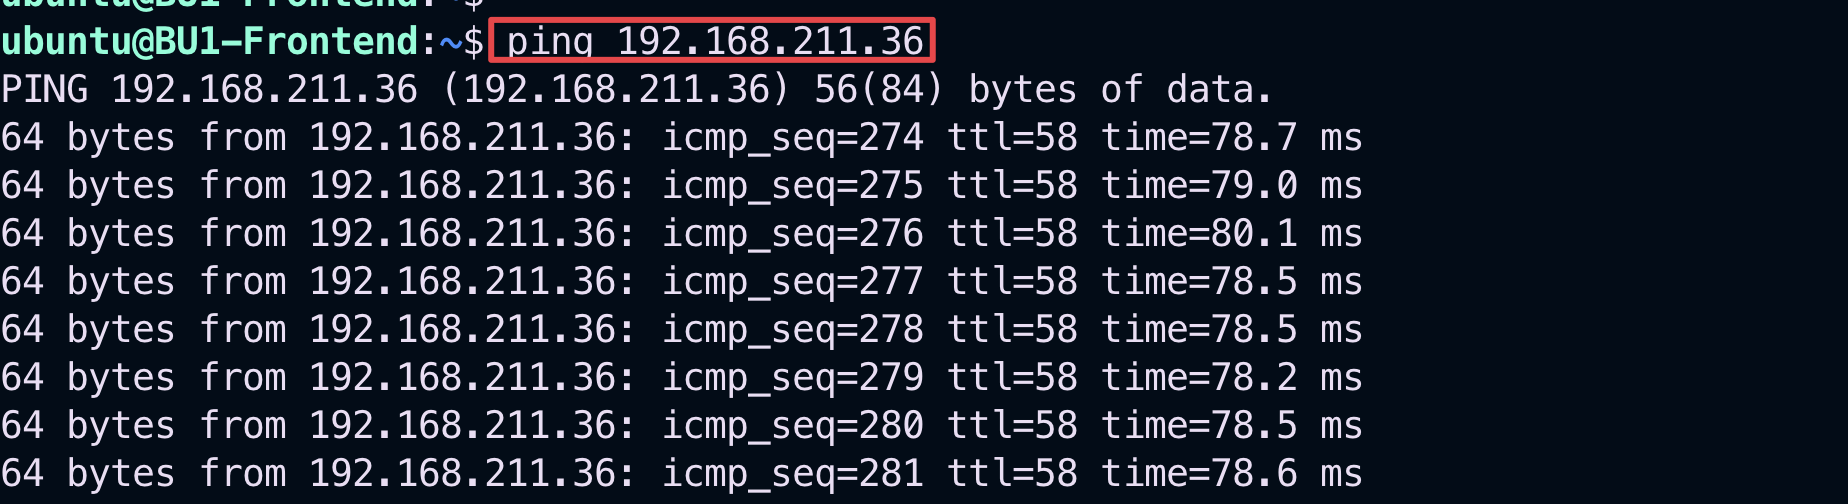 ubuntu@BU1-Frontend:~$
ubuntu@BU1-Frontend:~$ ping 192.168.211.36
PING 192.168.211.36 (192.168.211.36) 56(84) bytes of data.
64 bytes from 192.168.211.36: icmp_seq=274 ttl=58 time=78.7 ms
64 bytes from 192.168.211.36: icmp_seq=275 ttl=58 time=79.0 ms
64 bytes from 192.168.211.36: icmp_seq=276 ttl=58 time=80.1 ms
64 bytes from 192.168.211.36: icmp_seq=277 ttl=58 time=78.5 ms
64 bytes from 192.168.211.36: icmp_seq=278 ttl=58 time=78.5 ms
64 bytes from 192.168.211.36: icmp_seq=279 ttl=58 time=78.2 ms
64 bytes from 192.168.211.36: icmp_seq=280 ttl=58 time=78.5 ms
64 bytes from 192.168.211.36: icmp_seq=281 ttl=58 time=78.6 ms